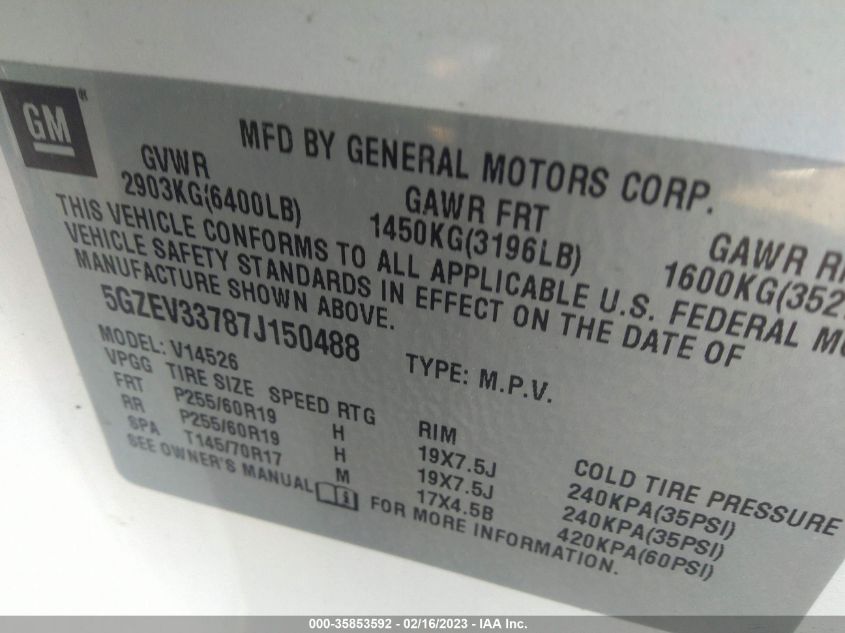 GM
MFD BY GENERAL MOTORS CORP.
GVWR GAWR FRT GAWR
2903KG(6400LB) 1450KG(3196LB) 1600KG(352
THIS VEHICLE CONFORMS TO ALL APPLICABLE U.S. FEDERAL
VEHICLE SAFETY STANDARDS IN EFFECT ON THE DATE OF
MANUFACTURE SHOWN ABOVE.
5GZEV33787J150488 TYPE: M.P.V.
MODEL: V14526
VPGG TIRE SIZE SPEED RTG RIM COLD TIRE PRESSURE
FRT P255/60R19 H 19X7.5J 240KPA(35PSI)
RR P255/60R19 H 19X7.5J 240KPA(35PSI)
SPA T145/70R17 M 17X4.5B 420KPA(60PSI)
SEE OWNER'S MANUAL FOR MORE INFORMATION.
000-35853592 - 02/16/2023 - IAA Inc.